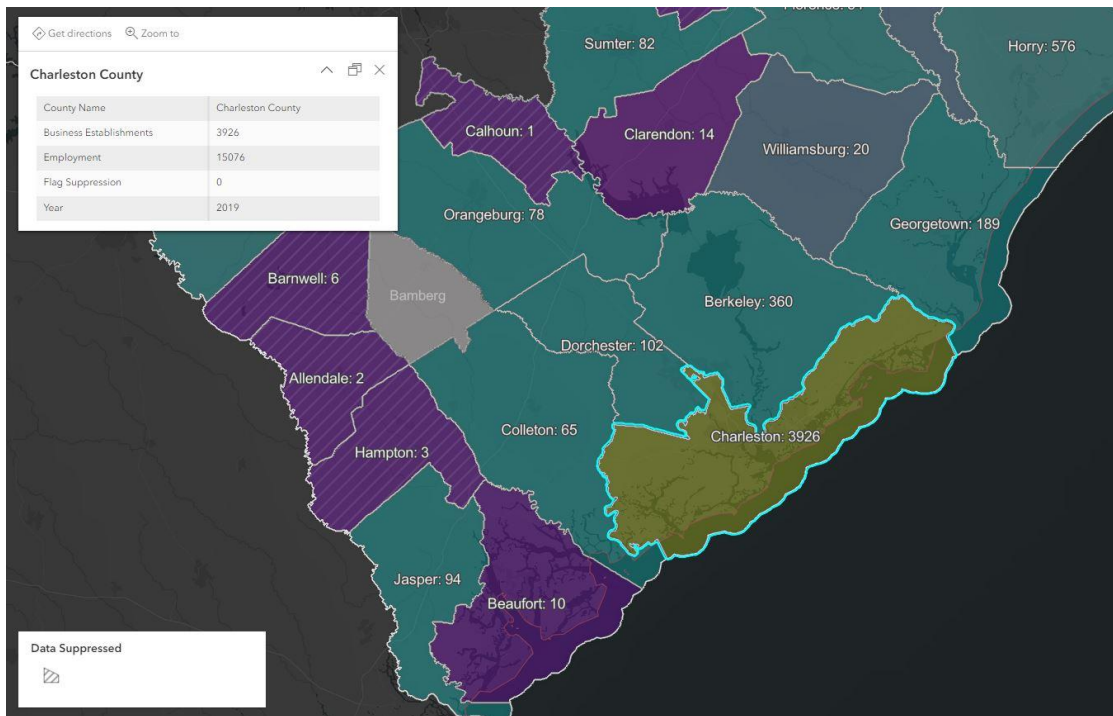 Get directions Zoom to
Charleston County
County Name Charleston County
Business Establishments 3926
Employment 15076
Flag Suppression 0
Year 2019
Sumter: 82
Horry: 576
Calhoun: 1
Clarendon: 14
Williamsburg: 20
Orangeburg: 78
Georgetown: 189
Barnwell: 6
Bamberg
Berkeley: 360
Dorchester: 102
Allendale: 2
Colleton: 65
Charleston: 3926
Hampton: 3
Jasper: 94
Beaufort: 10
Data Suppressed